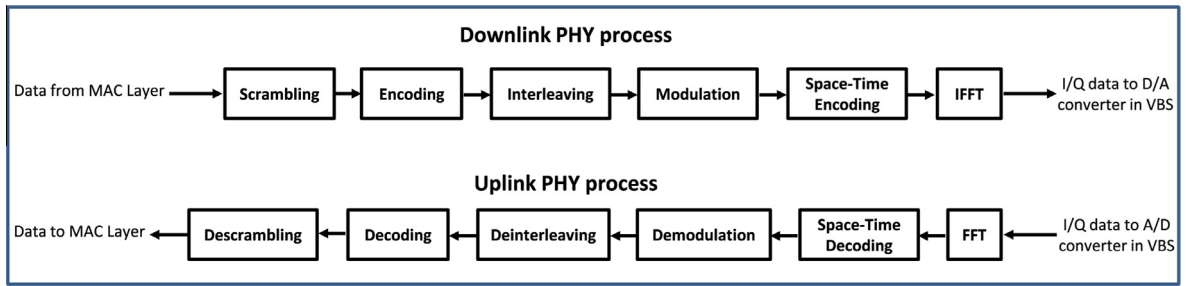 Downlink PHY process
Data from MAC Layer
Scrambling
Encoding
Interleaving
Modulation
Space-Time
Encoding
IFFT
I/Q data to D/A
converter in VBS
Uplink PHY process
Data to MAC Layer
Descrambling
Decoding
Deinterleaving
Demodulation
Space-Time
Decoding
FFT
I/Q data to A/D
converter in VBS